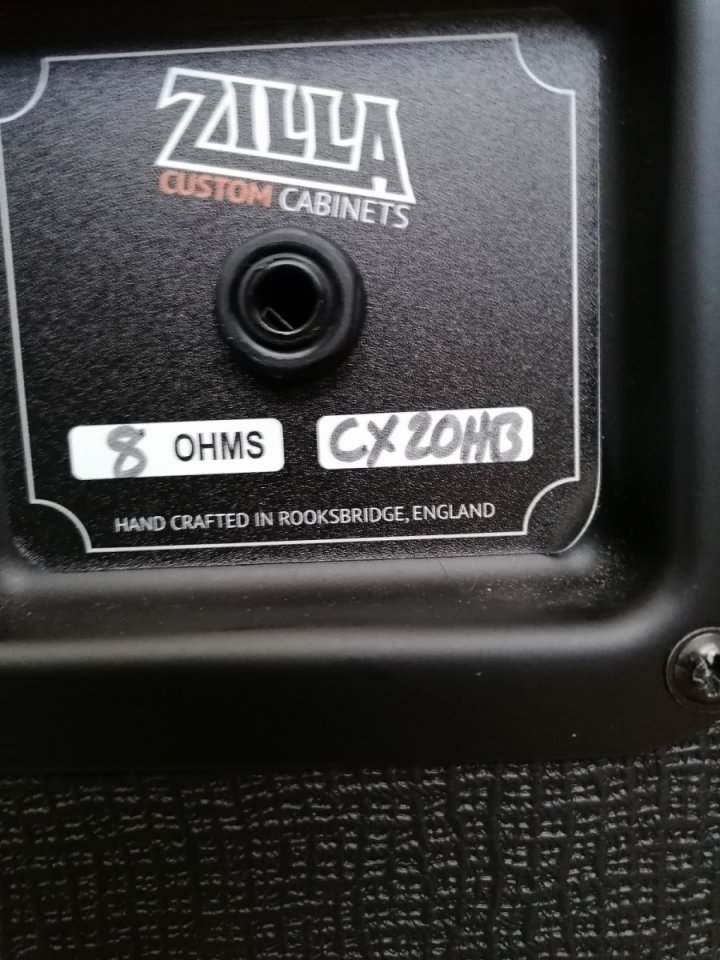 ZILLA
CUSTOM CABINETS
8 OHMS CX20HB
HAND CRAFTED IN ROOKSBRIDGE, ENGLAND